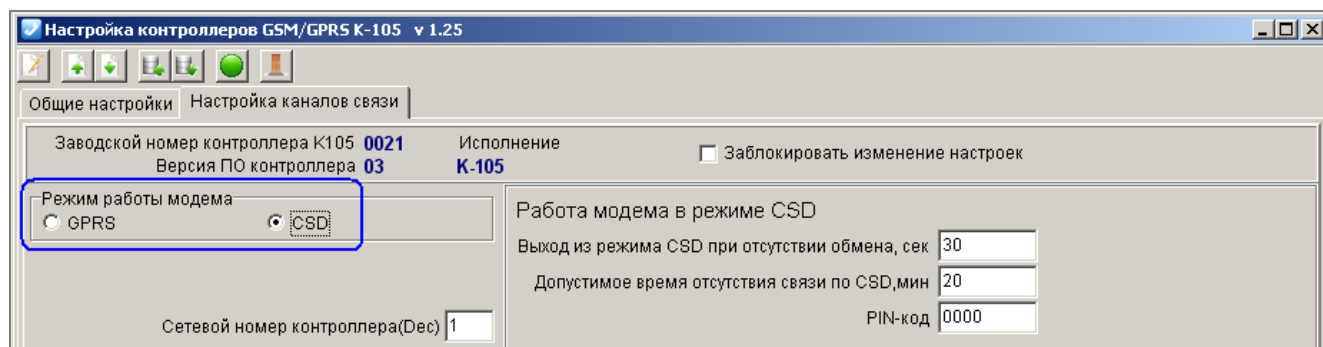 Настройка контроллеров GSM/GPRS K-105 v 1.25
Общие настройки Настройка каналов связи
Заводской номер контроллера К105 0021 Исполнение
Версия ПО контроллера 03 К-105
Заблокировать изменение настроек
Режим работы модема
GPRS CSD
Сетевой номер контроллера(Dec) 1
Работа модема в режиме CSD
Выход из режима CSD при отсутствии обмена, сек 30
Допустимое время отсутствия связи по CSD,мин 20
PIN-код 0000